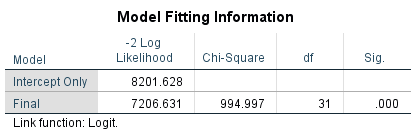 Model Fitting Information
Model -2 Log Likelihood Chi-Square df Sig.
Intercept Only 8201.628
Final 7206.631 994.997 31 .000
Link function: Logit.